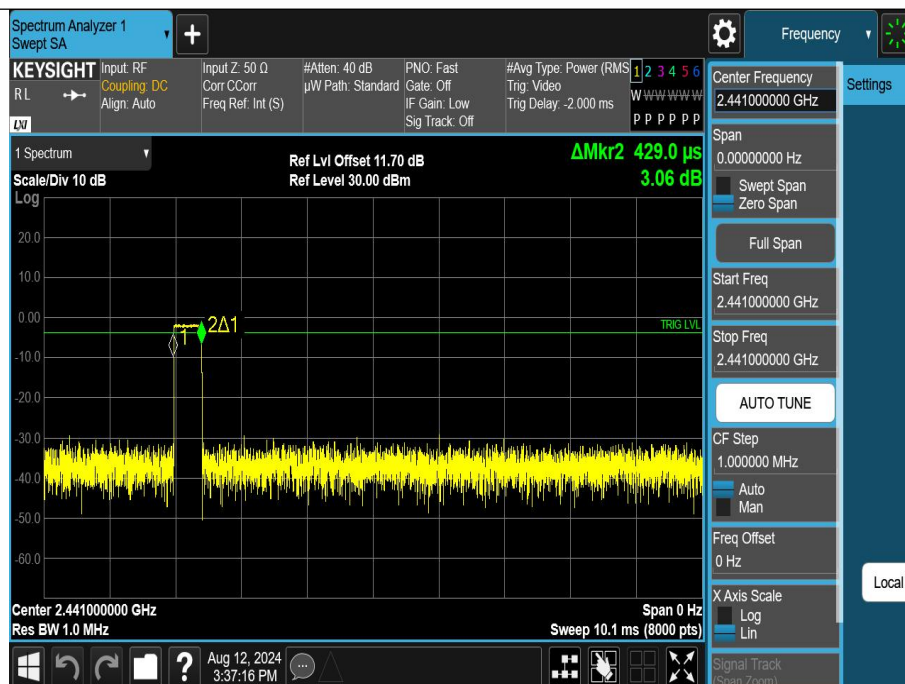 Spectrum Analyzer 1
Swept SA
+
Frequency
KEYSIGHT
RL
LXI
Input: RF
Coupling: DC
Align: Auto
Input Z: 50 Ω
Corr CCorr
Freq Ref: Int (S)
#Atten: 40 dB
µW Path: Standard
PNO: Fast
Gate: Off
IF Gain: Low
Sig Track: Off
#Avg Type: Power (RMS
Trig: Video
Trig Delay: -2.000 ms
1 2 3 4 5 6
W W W W W W
P P P P P P
1 Spectrum
Scale/Div 10 dB
Log
Ref Lvl Offset 11.70 dB
Ref Level 30.00 dBm
ΔMkr2 429.0 µs
3.06 dB
20.0
10.0
0.00
-10.0
-20.0
-30.0
-40.0
-50.0
-60.0
1
2Δ1
TRIG LVL
Center 2.441000000 GHz
Res BW 1.0 MHz
Span 0 Hz
Sweep 10.1 ms (8000 pts)
Center Frequency
2.441000000 GHz
Settings
Span
0.00000000 Hz
Swept Span
Zero Span
Full Span
Start Freq
2.441000000 GHz
Stop Freq
2.441000000 GHz
AUTO TUNE
CF Step
1.000000 MHz
Auto
Man
Freq Offset
0 Hz
Local
X Axis Scale
Log
Lin
Signal Track
(Span Zoom)
?
Aug 12, 2024
3:37:16 PM